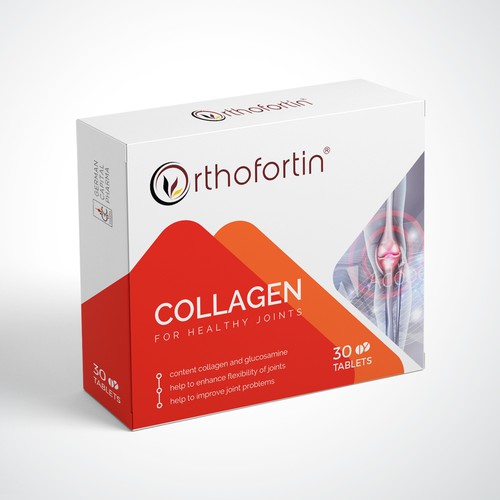 Orthofortin®
GERMAN
CAPITAL
PHARMA
Orthofortin®
COLLAGEN
FOR HEALTHY JOINTS
content collagen and glucosamine
help to enhance flexibility of joints
help to improve joint problems
30
TABLETS
30
TABLETS